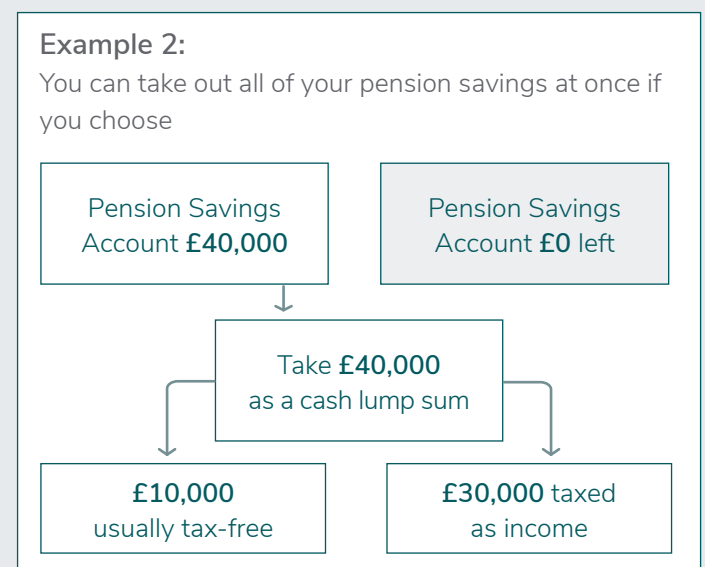 Example 2:
You can take out all of your pension savings at once if
you choose
Pension Savings
Account £40,000
Pension Savings
Account £0 left
Take £40,000
as a cash lump sum
£10,000
usually tax-free
£30,000 taxed
as income